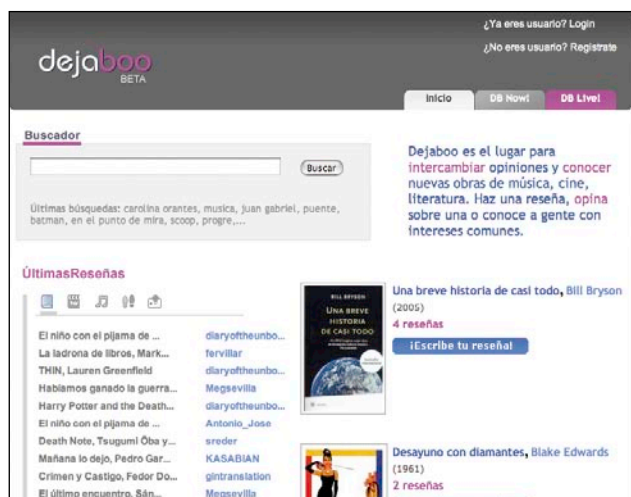 ¿Ya eres usuario? Login
¿No eres usuario? Registrate
dejaboo
BETA
Inicio
DB Now!
DB Live!
Buscador
Buscar
Últimas búsquedas: carolina orantes, musica, juan gabriel, puente,
batman, en el punto de mira, scoop, progre,...
Dejaboo es el lugar para
intercambiar opiniones y conocer
nuevas obras de música, cine,
literatura. Haz una reseña, opina
sobre una o conoce a gente con
intereses comunes.
ÚltimasReseñas
El niño con el pijama de ... diaryoftheunbo...
La ladrona de libros, Mark... fervillar
THIN, Lauren Greenfield diaryoftheunbo...
Hablamos ganado la guerra... Megsevilla
Harry Potter and the Death... diaryoftheunbo...
El niño con el pijama de ... Antonio_Jose
Death Note, Tsugumi Ôba y... sreder
Mañana lo dejo, Pedro Gar... KASABIAN
Crimen y Castigo, Fedor Do... gintranslation
El último encuentro, Sán... Megsevilla
BILL BRYSON
UNA BREVE
HISTORIA
DE CASI TODO
Una breve historia de casi todo, Bill Bryson
(2005)
4 reseñas
¡Escribe tu reseña!
Desayuno con diamantes, Blake Edwards
(1961)
2 reseñas